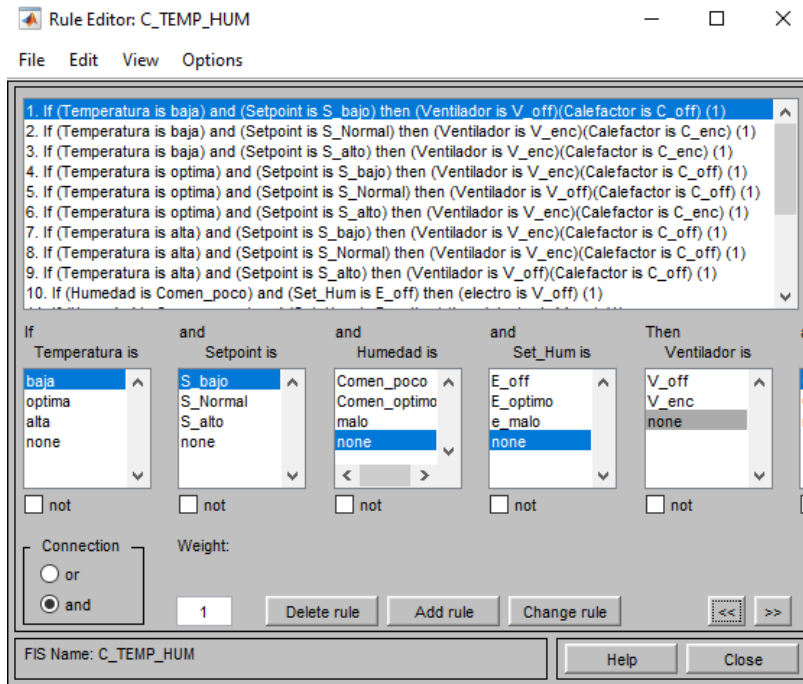 Rule Editor: C_TEMP_HUM
File Edit View Options
1. If (Temperatura is baja) and (Setpoint is S_bajo) then (Ventilador is V_off)(Calefactor is C_off) (1)
2. If (Temperatura is baja) and (Setpoint is S_Normal) then (Ventilador is V_enc)(Calefactor is C_enc) (1)
3. If (Temperatura is baja) and (Setpoint is S_alto) then (Ventilador is V_enc)(Calefactor is C_enc) (1)
4. If (Temperatura is optima) and (Setpoint is S_bajo) then (Ventilador is V_enc)(Calefactor is C_off) (1)
5. If (Temperatura is optima) and (Setpoint is S_Normal) then (Ventilador is V_off)(Calefactor is C_off) (1)
6. If (Temperatura is optima) and (Setpoint is S_alto) then (Ventilador is V_enc)(Calefactor is C_enc) (1)
7. If (Temperatura is alta) and (Setpoint is S_bajo) then (Ventilador is V_enc)(Calefactor is C_off) (1)
8. If (Temperatura is alta) and (Setpoint is S_Normal) then (Ventilador is V_enc)(Calefactor is C_off) (1)
9. If (Temperatura is alta) and (Setpoint is S_alto) then (Ventilador is V_off)(Calefactor is C_off) (1)
10. If (Humedad is Comen_poco) and (Set_Hum is E_off) then (electro is V_off) (1)
If and and and Then
Temperatura is Setpoint is Humedad is Set_Hum is Ventilador is
baja S_bajo Comen_poco E_off V_off
optima S_Normal Comen_optimo E_optimo V_enc
alta S_alto malo e_malo none
none none none none
not not not not not
Connection Weight:
or
and 1 Delete rule Add rule Change rule << >>
FIS Name: C_TEMP_HUM Help Close